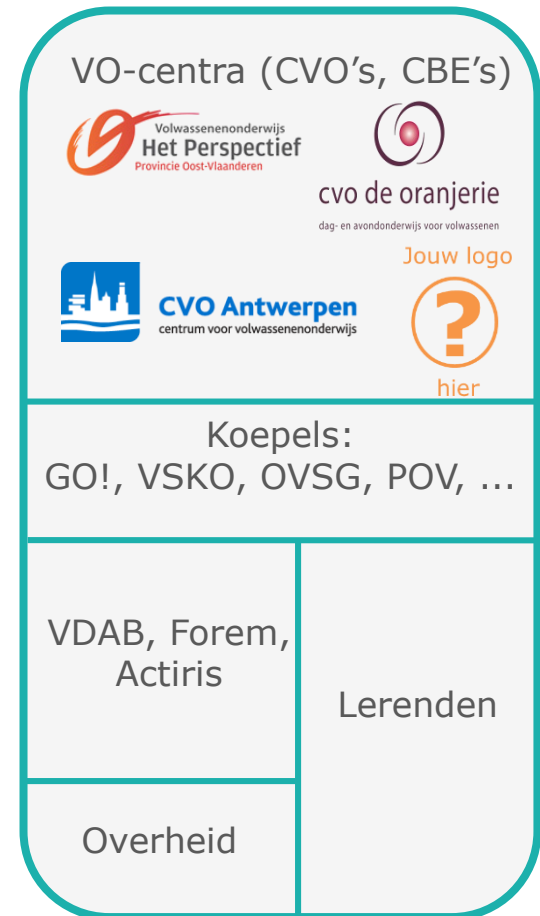 VO-centra (CVO's, CBE's)
Volwassenenonderwijs
Het Perspectief
Provincie Oost-Vlaanderen
cvo de oranjerie
dag- en avondonderwijs voor volwassenen
CVO Antwerpen
centrum voor volwassenenonderwijs
Jouw logo
?
hier
Koepels:
GO!, VSKO, OVSG, POV, ...
VDAB, Forem,
Actiris
Lerenden
Overheid